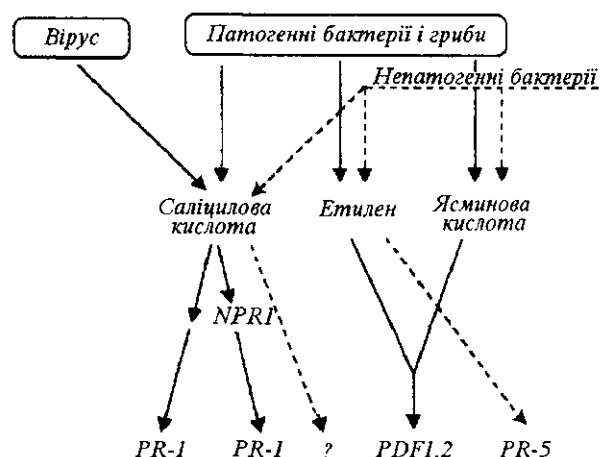 Вірус
Патогенні бактерії і гриби
Непатогенні бактерії
Саліцилова
кислота
Етилен
Ясминова
кислота
NPR1
PR-1
PR-1
?
PDF1.2
PR-5